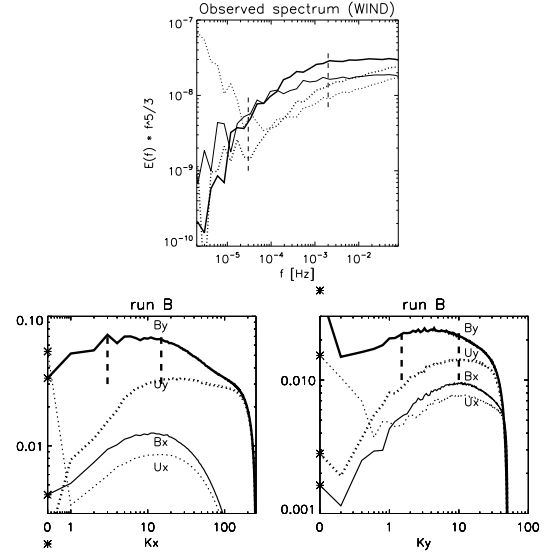 Observed spectrum (WIND)
10^-7
10^-8
10^-9
10^-10
E(f) * f^5/3
10^-5 10^-4 10^-3 10^-2
f [Hz]
run B
0.10
0.01
By
Uy
Bx
Ux
0 1 10 100
Kx
run B
0.010
0.001
By
Uy
Bx
Ux
0 1 10 100
Ky